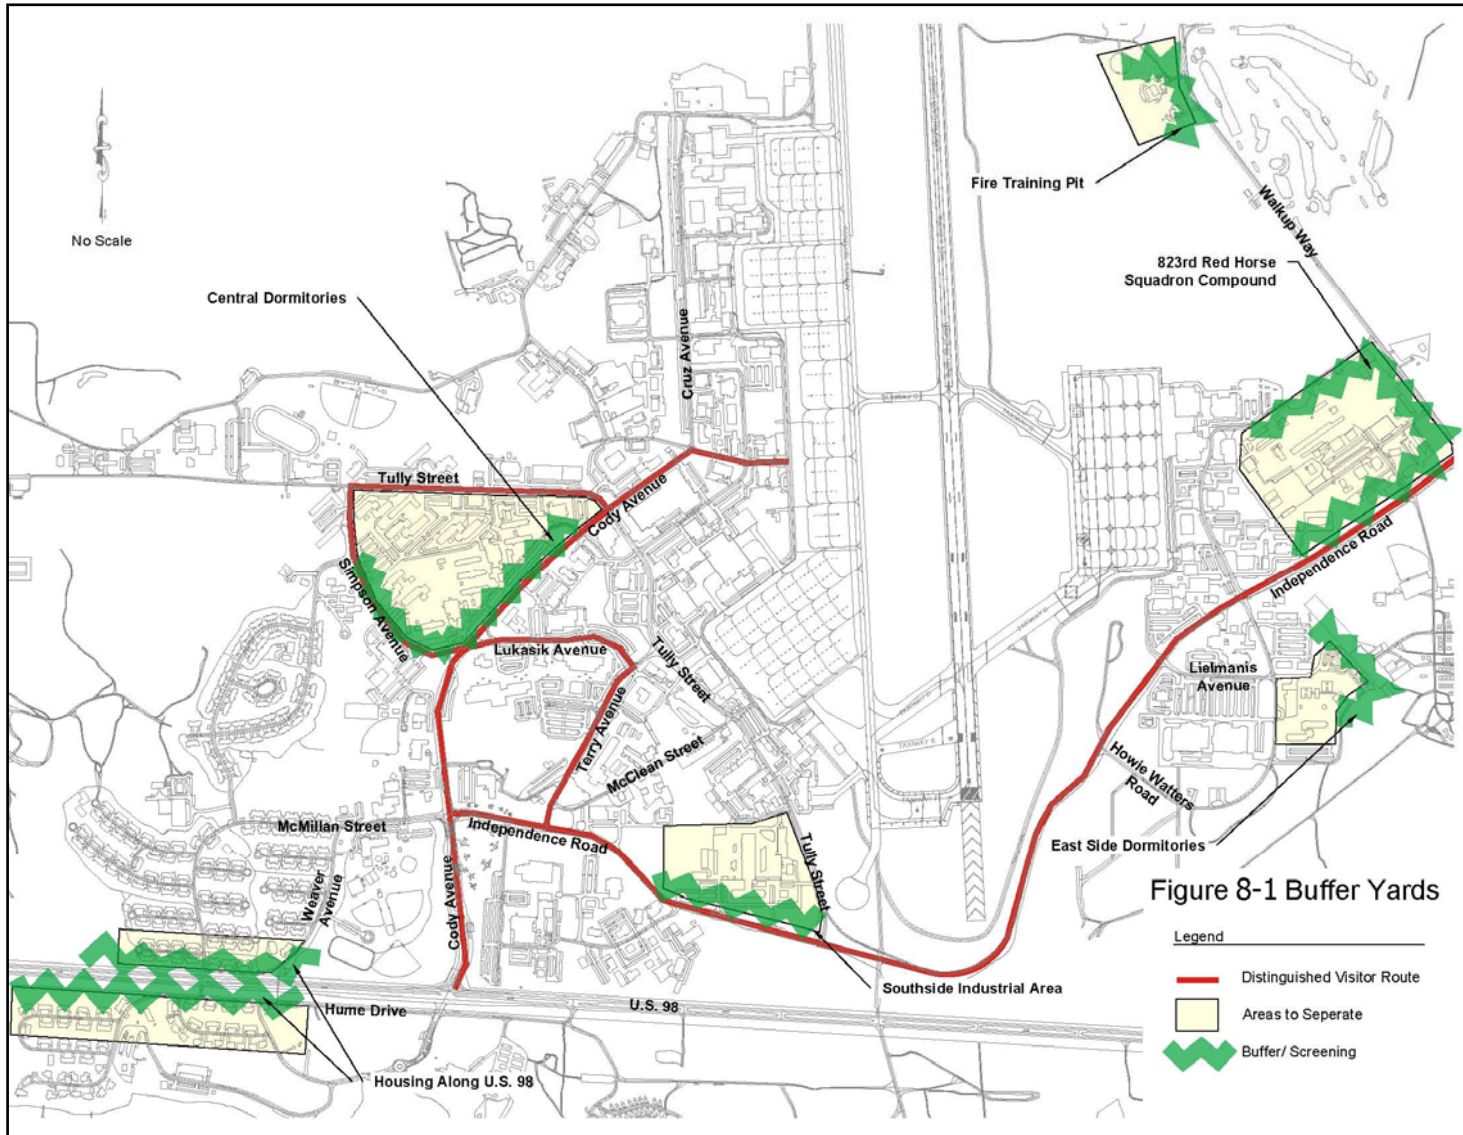 Fire Training Pit
Walkup Way
No Scale
823rd Red Horse
Squadron Compound
Central Dormitories
Cruz Avenue
Tully Street
Cody Avenue
Simpson Avenue
Independence Road
Lukasik Avenue
Tully Street
Lielmanis
Avenue
Terry Avenue
McClean Street
Howie Watters
Road
McMillan Street
Independence Road
Tully Street
East Side Dormitories
Weaver
Avenue
Cody Avenue
Figure 8-1 Buffer Yards
Legend
Distinguished Visitor Route
Southside Industrial Area
U.S. 98
Hume Drive
Areas to Seperate
Buffer/ Screening
Housing Along U.S. 98